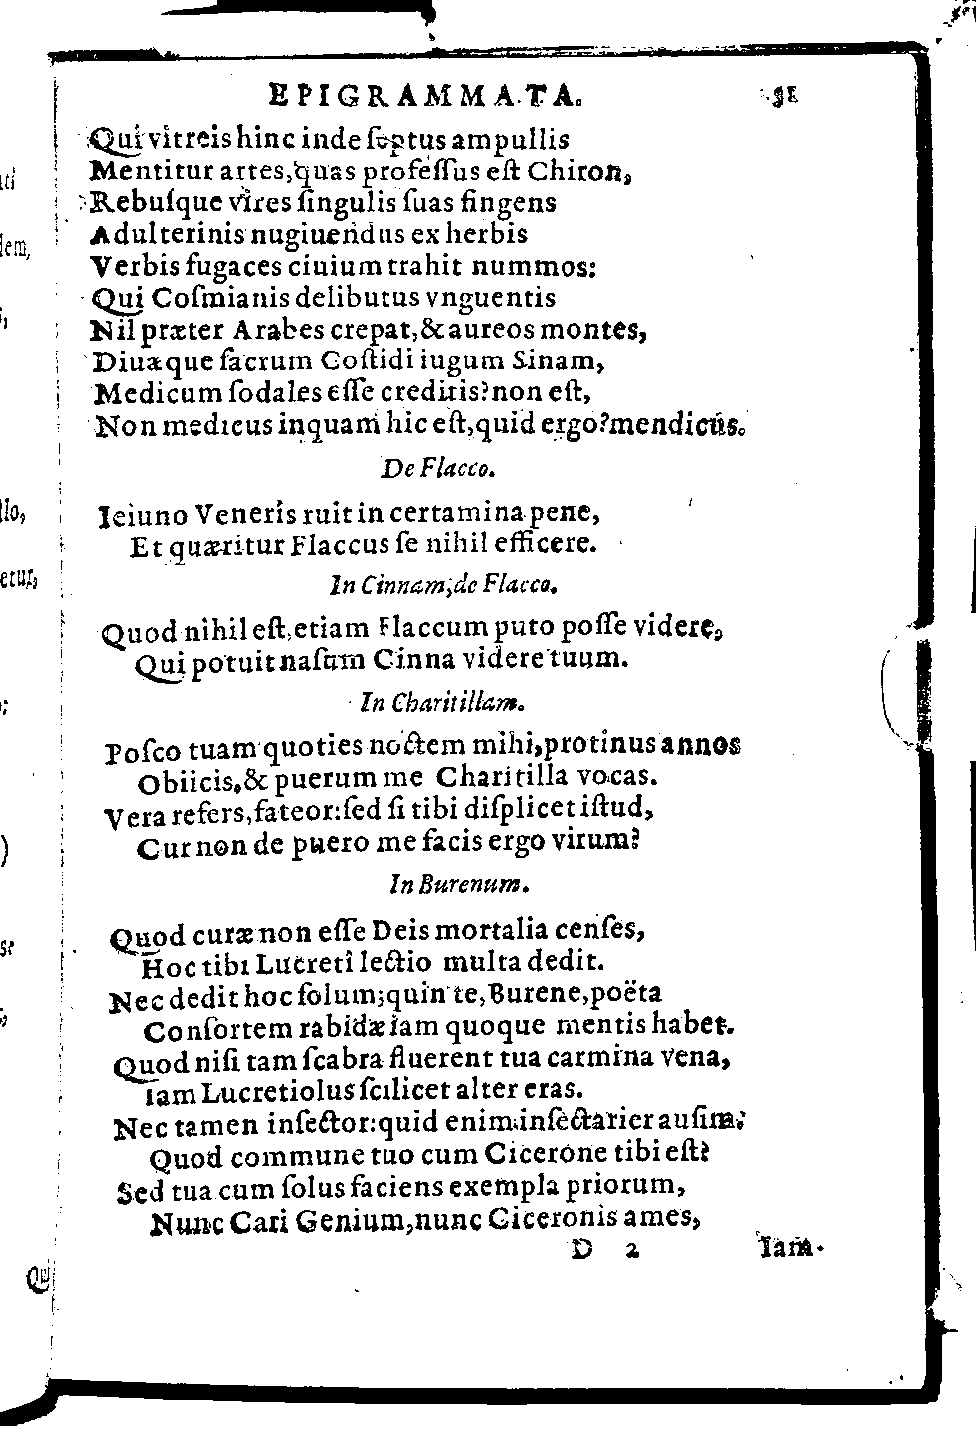 EPIGRAMMATA. 51
Qui vitreis hinc inde ſeptus ampullis
Mentitur artes, quas profeſſus eſt Chiron,
Rebuſque vires ſingulis ſuas fingens
Adulterinis nugiuendus ex herbis
Verbis fugaces ciuium trahit nummos:
Qui Coſmianis delibutus vnguentis
Nil præter Arabes crepat, & aureos montes,
Diuæque ſacrum Coſtidi iugum Sinam,
Medicum ſodales eſſe creditis? non eſt,
Non medicus inquam hic eſt, quid ergo? mendicus.
De Flacco.
Ieiuno Veneris ruit in certamina pene,
Et quæritur Flaccus ſe nihil efficere.
In Cinnam, de Flacco.
Quod nihil eſt, etiam Flaccum puto poſſe videre,
Qui potuit naſum Cinna videre tuum.
In Charitillam.
Poſco tuam quoties noctem mihi, protinus annos
Obiicis, & puerum me Charitilla vocas.
Vera refers, fateor: ſed ſi tibi diſplicet iſtud,
Cur non de puero me facis ergo virum?
In Burenum.
Quod curæ non eſſe Deis mortalia cenſes,
Hoc tibi Lucretî lectio multa dedit.
Nec dedit hoc ſolum; quin te, Burene, poëta
Conſortem rabidæ iam quoque mentis habet.
Quod niſi tam ſcabra fluerent tua carmina vena,
Iam Lucretiolus ſcilicet alter eras.
Nec tamen inſector: quid enim inſectarier auſim?
Quod commune tuo cum Cicerone tibi eſt?
Sed tua cum ſolus faciens exempla priorum,
Nunc Cari Genium, nunc Ciceronis ames,
D 2 Iam